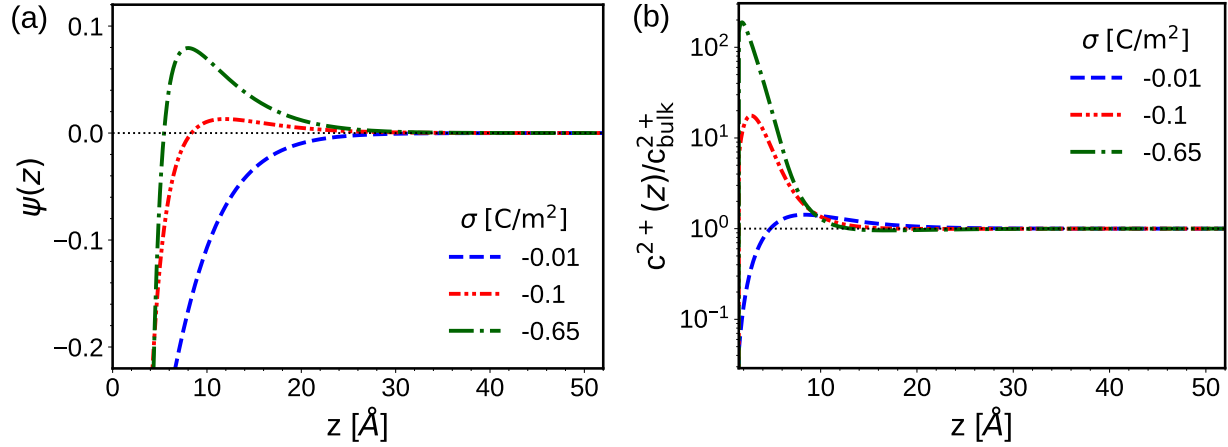 (a)
0.1
0.0
−0.1
−0.2
ψ(z)
σ [C/m²]
-0.01
-0.1
-0.65
0 10 20 30 40 50
z [Å]
(b)
10²
10¹
10⁰
10⁻¹
c²⁺(z)/c²⁺bulk
σ [C/m²]
-0.01
-0.1
-0.65
10 20 30 40 50
z [Å]